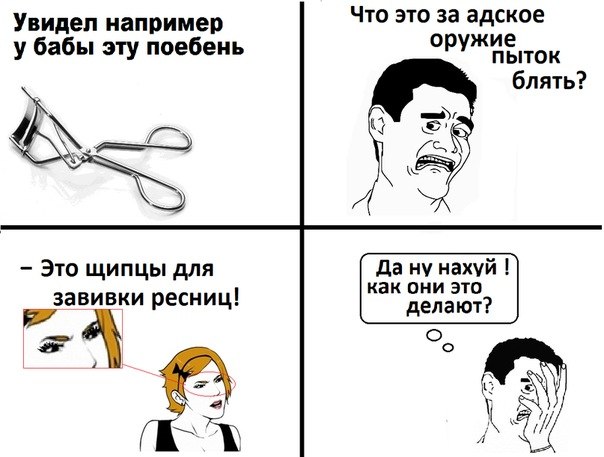 Увидел например
у бабы эту поебень
Что это за адское
оружие
пыток
блять?
– Это щипцы для
завивки ресниц!
Да ну нахуй !
как они это
делают?